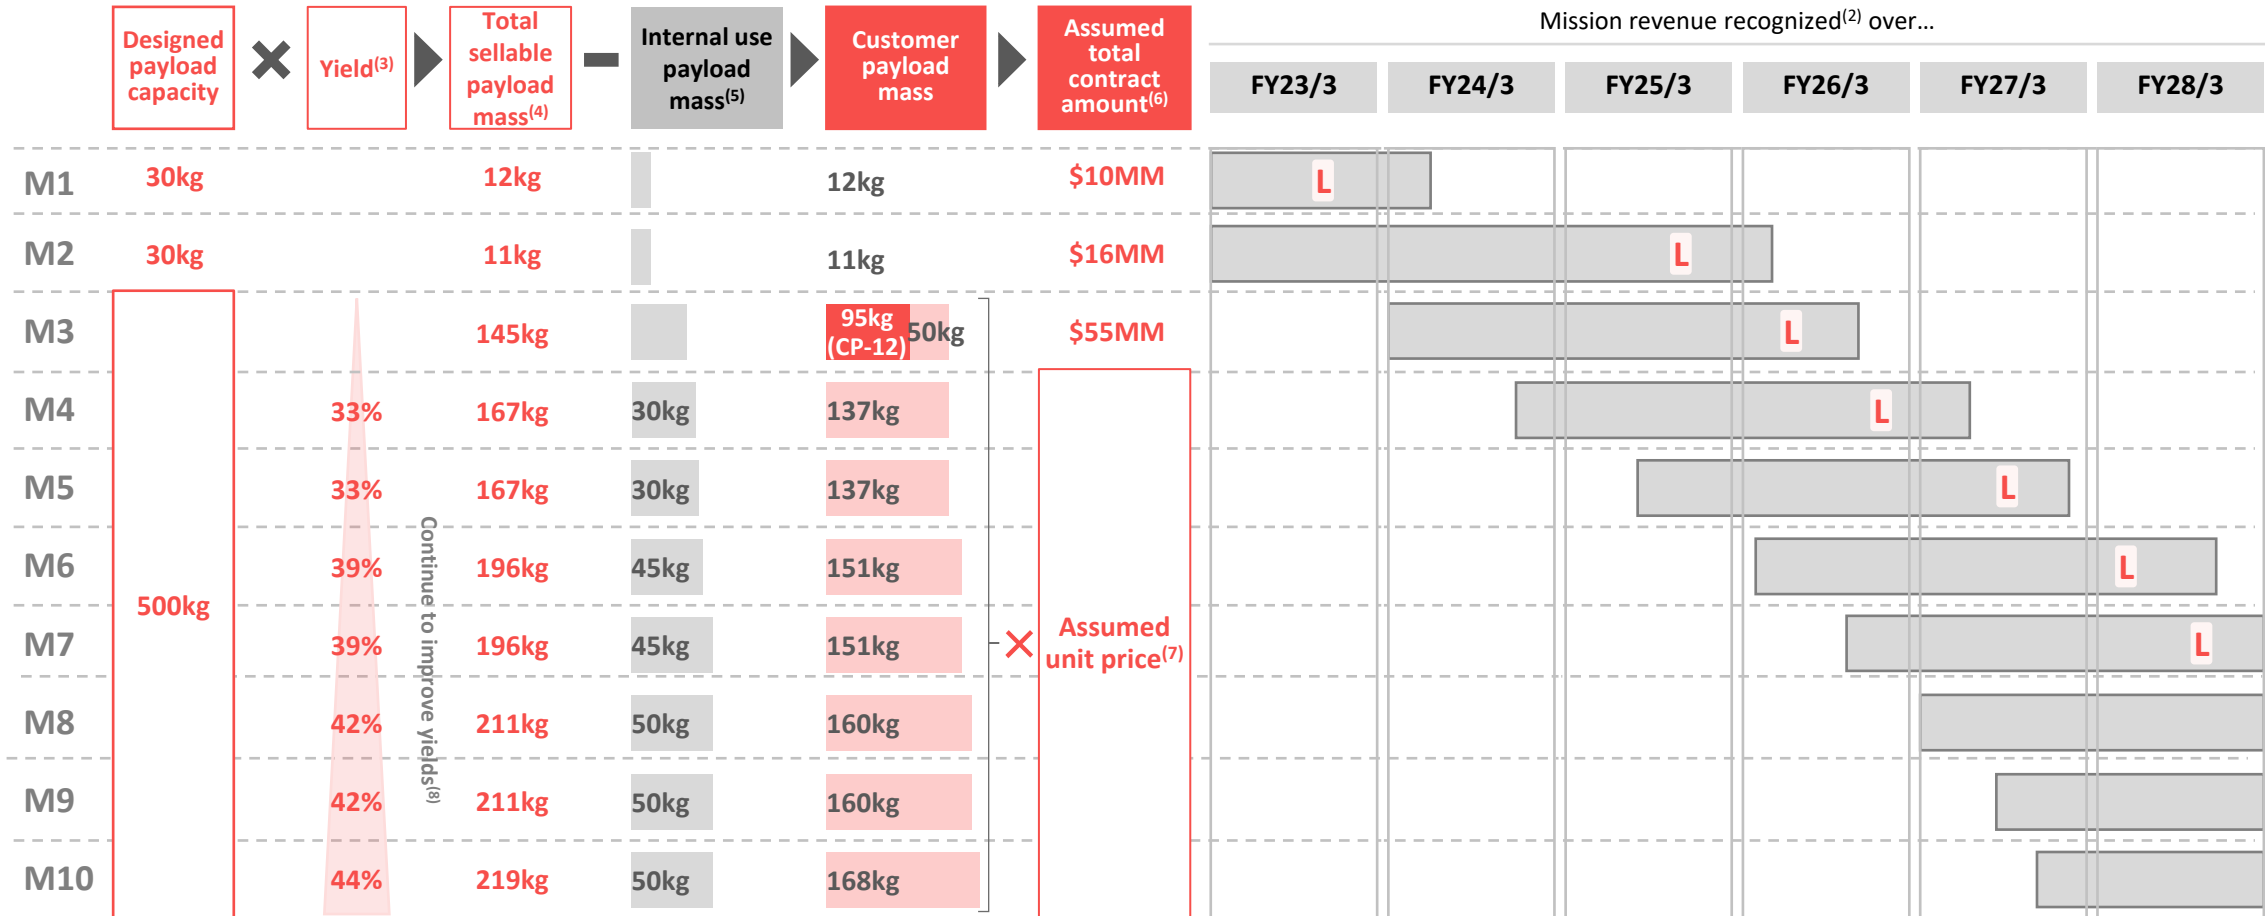 Designed
payload
capacity
Yield(3)
Total
sellable
payload
mass(4)
Internal use
payload
mass(5)
Customer
payload
mass
Assumed
total
contract
amount(6)
Mission revenue recognized(2) over…
FY23/3 FY24/3 FY25/3 FY26/3 FY27/3 FY28/3
M1 30kg 12kg 12kg $10MM L
M2 30kg 11kg 11kg $16MM L
M3 145kg 95kg 50kg $55MM L
(CP-12)
M4 33% 167kg 30kg 137kg L
M5 33% 167kg 30kg 137kg L
M6 39% 196kg 45kg 151kg L
500kg
M7 39% 196kg 45kg 151kg L
Assumed
unit price(7)
M8 42% 211kg 50kg 160kg
M9 42% 211kg 50kg 160kg
M10 44% 219kg 50kg 168kg
Continue to improve yields(8)